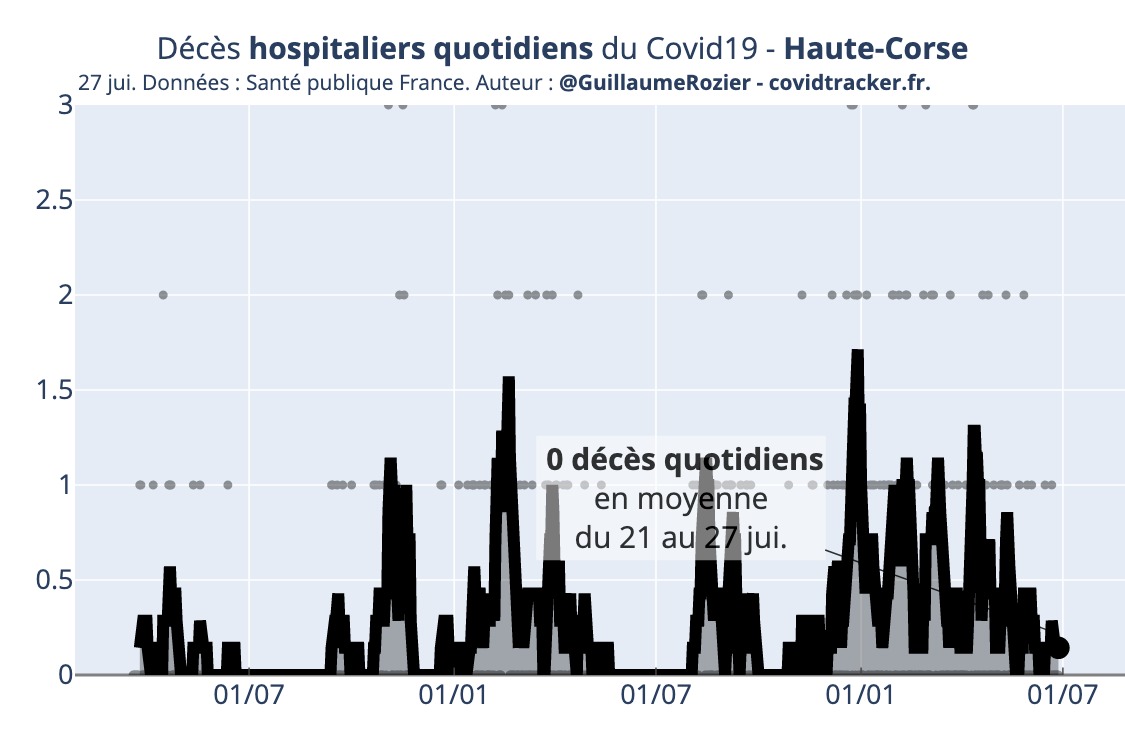 Décès hospitaliers quotidiens du Covid19 - Haute-Corse
27 jui. Données : Santé publique France. Auteur : @GuillaumeRozier - covidtracker.fr.
3
2.5
2
1.5
1
0.5
0
0 décès quotidiens
en moyenne
du 21 au 27 jui.
01/07 01/01 01/07 01/01 01/07